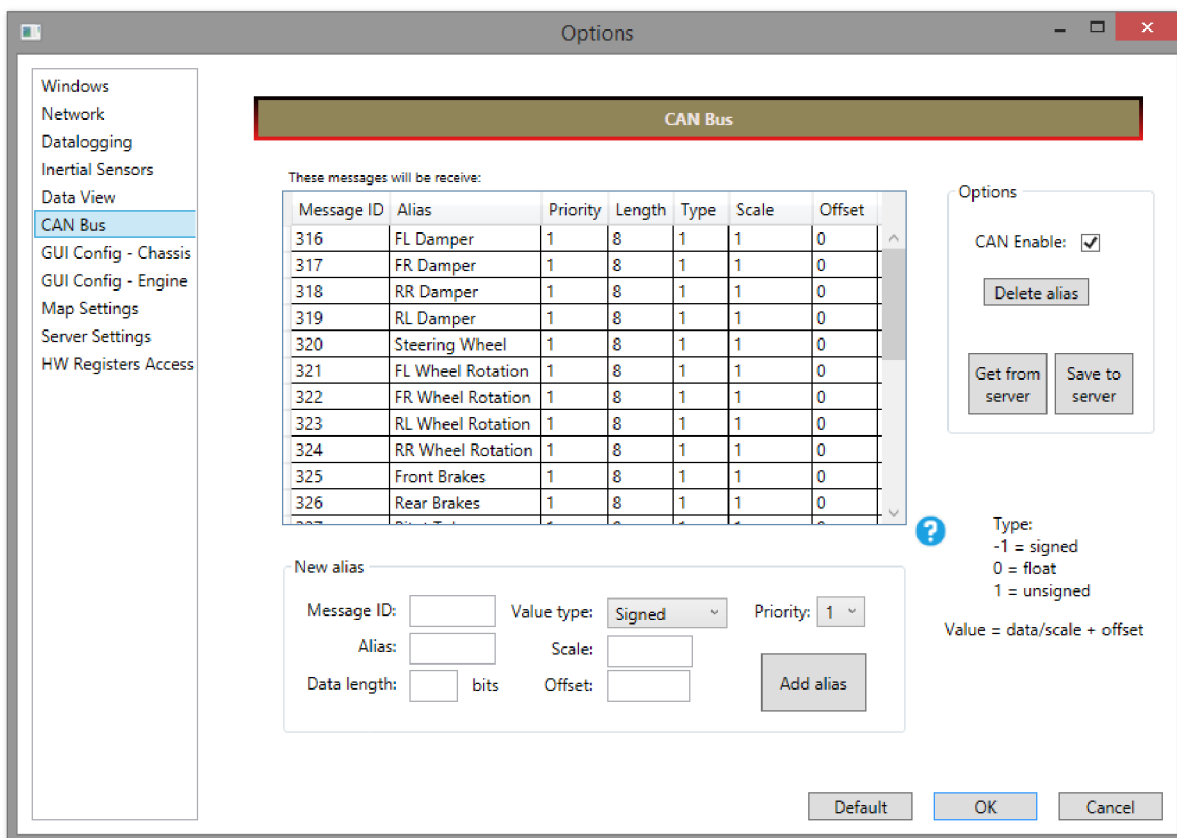 Options
Windows
Network
Datalogging
Inertial Sensors
Data View
CAN Bus
GUI Config - Chassis
GUI Config - Engine
Map Settings
Server Settings
HW Registers Access
CAN Bus
These messages will be receive:
Message ID Alias Priority Length Type Scale Offset
316 FL Damper 1 8 1 1 0
317 FR Damper 1 8 1 1 0
318 RR Damper 1 8 1 1 0
319 RL Damper 1 8 1 1 0
320 Steering Wheel 1 8 1 1 0
321 FL Wheel Rotation 1 8 1 1 0
322 FR Wheel Rotation 1 8 1 1 0
323 RL Wheel Rotation 1 8 1 1 0
324 RR Wheel Rotation 1 8 1 1 0
325 Front Brakes 1 8 1 1 0
326 Rear Brakes 1 8 1 1 0
Options
CAN Enable:
Delete alias
Get from
server
Save to
server
?
Type:
-1 = signed
0 = float
1 = unsigned
Value = data/scale + offset
New alias
Message ID: Value type: Signed Priority: 1
Alias: Scale:
Data length: bits Offset:
Add alias
Default OK Cancel